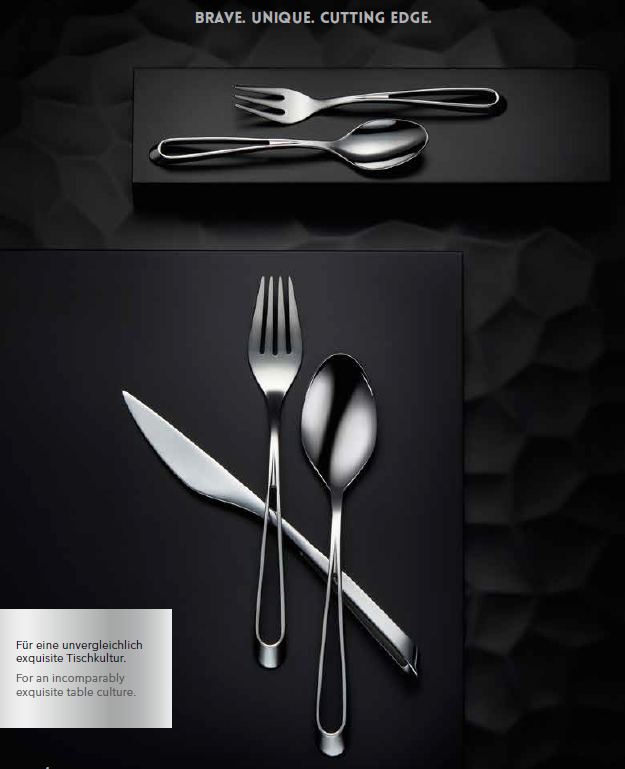 BRAVE. UNIQUE. CUTTING EDGE.
Für eine unvergleichlich
exquisite Tischkultur.
For an incomparably
exquisite table culture.